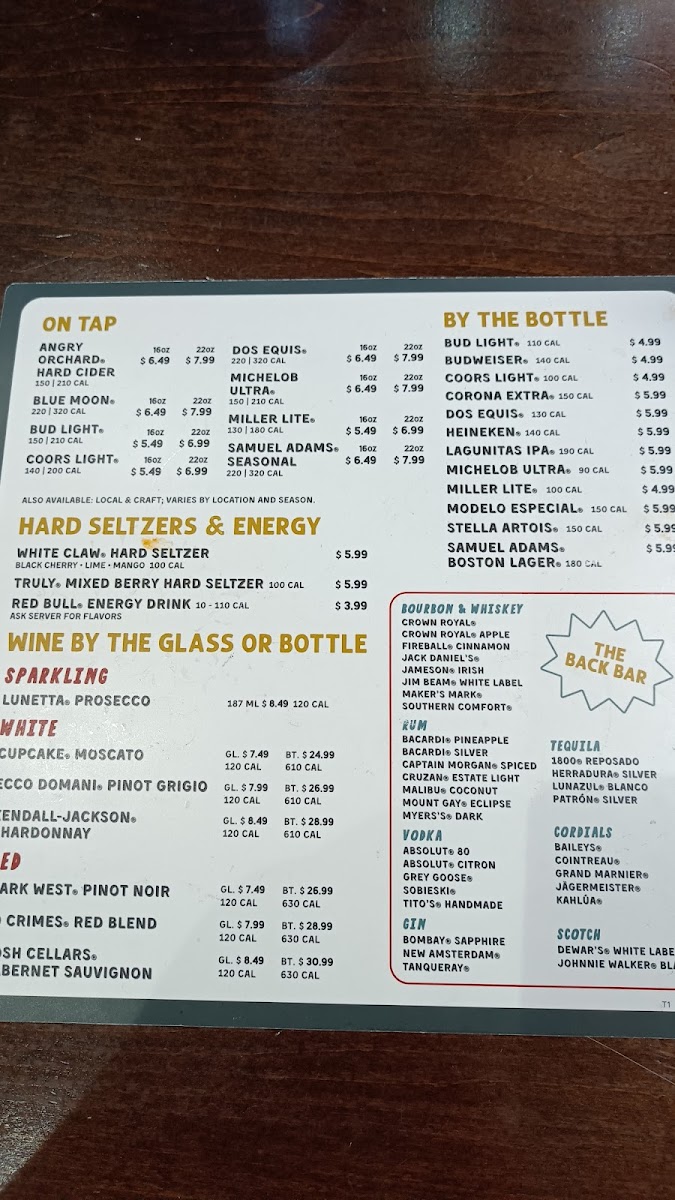 ON TAP
ANGRY
ORCHARD®
HARD CIDER
150 | 210 CAL
16oz 22oz
$ 6.49 $ 7.99
BLUE MOON®
220 | 320 CAL
16oz 22oz
$ 6.49 $ 7.99
BUD LIGHT®
150 | 210 CAL
16oz 22oz
$ 5.49 $ 6.99
COORS LIGHT®
140 | 200 CAL
16oz 22oz
$ 5.49 $ 6.99
DOS EQUIS®
220 | 320 CAL
16oz 22oz
$ 6.49 $ 7.99
MICHELOB
ULTRA®
150 | 210 CAL
16oz 22oz
$ 6.49 $ 7.99
MILLER LITE®
130 | 180 CAL
16oz 22oz
$ 5.49 $ 6.99
SAMUEL ADAMS®
SEASONAL
220 | 320 CAL
16oz 22oz
$ 6.49 $ 7.99
ALSO AVAILABLE: LOCAL & CRAFT; VARIES BY LOCATION AND SEASON.
HARD SELTZERS & ENERGY
WHITE CLAW® HARD SELTZER $ 5.99
BLACK CHERRY • LIME • MANGO 100 CAL
TRULY® MIXED BERRY HARD SELTZER 100 CAL $ 5.99
RED BULL® ENERGY DRINK 10 - 110 CAL $ 3.99
ASK SERVER FOR FLAVORS
WINE BY THE GLASS OR BOTTLE
SPARKLING
LUNETTA® PROSECCO 187 ML $ 8.49 120 CAL
WHITE
CUPCAKE® MOSCATO GL. $ 7.49 BT. $ 24.99
120 CAL 610 CAL
ECCO DOMANI® PINOT GRIGIO GL. $ 7.99 BT. $ 26.99
120 CAL 610 CAL
ENDALL-JACKSON®
HARDONNAY
GL. $ 8.49 BT. $ 28.99
120 CAL 610 CAL
ED
ARK WEST® PINOT NOIR GL. $ 7.49 BT. $ 26.99
120 CAL 630 CAL
CRIMES® RED BLEND GL. $ 7.99 BT. $ 28.99
120 CAL 630 CAL
OSH CELLARS®
BERNET SAUVIGNON
GL. $ 8.49 BT. $ 30.99
120 CAL 630 CAL
BY THE BOTTLE
BUD LIGHT® 110 CAL $ 4.99
BUDWEISER® 140 CAL $ 4.99
COORS LIGHT® 100 CAL $ 4.99
CORONA EXTRA® 150 CAL $ 5.99
DOS EQUIS® 130 CAL $ 5.99
HEINEKEN® 140 CAL $ 5.99
LAGUNITAS IPA® 190 CAL $ 5.99
MICHELOB ULTRA® 90 CAL $ 5.99
MILLER LITE® 100 CAL $ 4.99
MODELO ESPECIAL® 150 CAL $ 5.99
STELLA ARTOIS® 150 CAL $ 5.99
SAMUEL ADAMS® $ 5.99
BOSTON LAGER® 180 CAL
THE
BACK BAR
BOURBON & WHISKEY
CROWN ROYAL®
CROWN ROYAL® APPLE
FIREBALL® CINNAMON
JACK DANIEL'S®
JAMESON® IRISH
JIM BEAM® WHITE LABEL
MAKER'S MARK®
SOUTHERN COMFORT®
RUM
BACARDI® PINEAPPLE
BACARDI® SILVER
CAPTAIN MORGAN® SPICED
CRUZAN® ESTATE LIGHT
MALIBU® COCONUT
MOUNT GAY® ECLIPSE
MYERS'S® DARK
VODKA
ABSOLUT® 80
ABSOLUT® CITRON
GREY GOOSE®
SOBIESKI®
TITO'S® HANDMADE
GIN
BOMBAY® SAPPHIRE
NEW AMSTERDAM®
TANQUERAY®
TEQUILA
1800® REPOSADO
HERRADURA® SILVER
LUNAZUL® BLANCO
PATRÓN® SILVER
CORDIALS
BAILEYS®
COINTREAU®
GRAND MARNIER®
JÄGERMEISTER®
KAHLÚA®
SCOTCH
DEWAR'S® WHITE LABE
JOHNNIE WALKER® BLA
T1